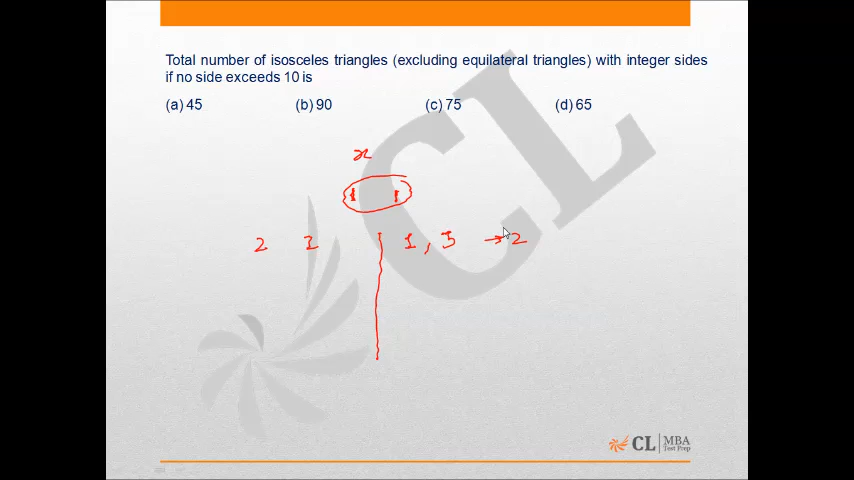 Total number of isosceles triangles (excluding equilateral triangles) with integer sides
if no side exceeds 10 is
(a) 45 (b) 90 (c) 75 (d) 65
x
1 1
2 2 1, 3 → 2
CL
CL MBA
Test Prep